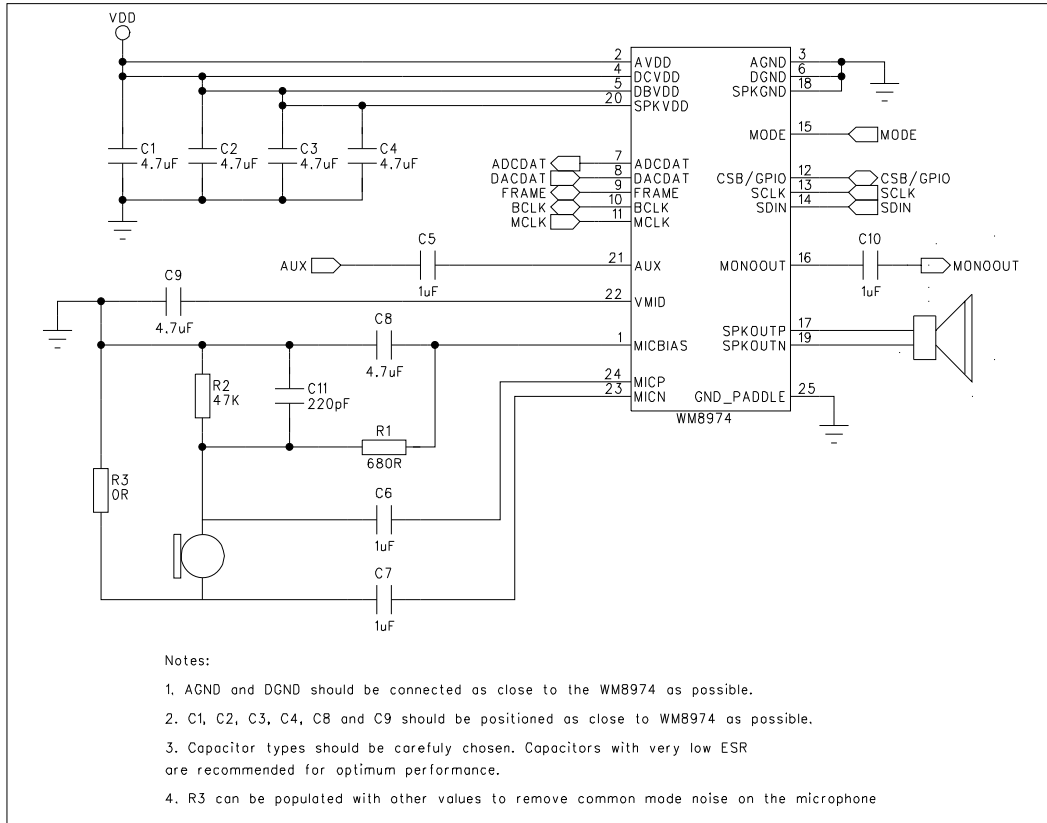 VDD
2 AVDD AGND 3
4 DCVDD DGND 6
5 DBVDD SPKGND 18
20 SPKVDD
MODE 15 MODE
C1 4.7uF
C2 4.7uF
C3 4.7uF
C4 4.7uF
ADCDAT 7 ADCDAT
DACDAT 8 DACDAT CSB/GPIO 12 CSB/GPIO
FRAME 9 FRAME SCLK 13 SCLK
BCLK 10 BCLK SDIN 14 SDIN
MCLK 11 MCLK
C5
C10
AUX 21 AUX MONOOUT 16 MONOOUT
1uF
1uF
C9
22 VMID
4.7uF
C8
SPKOUTP 17
1 MICBIAS SPKOUTN 19
4.7uF
R2
47K
C11
220pF
24 MICP
23 MICN GND_PADDLE 25
WM8974
R1
680R
R3
0R
C6
1uF
C7
1uF
Notes:
1. AGND and DGND should be connected as close to the WM8974 as possible.
2. C1, C2, C3, C4, C8 and C9 should be positioned as close to WM8974 as possible.
3. Capacitor types should be carefuly chosen. Capacitors with very low ESR
are recommended for optimum performance.
4. R3 can be populated with other values to remove common mode noise on the microphone